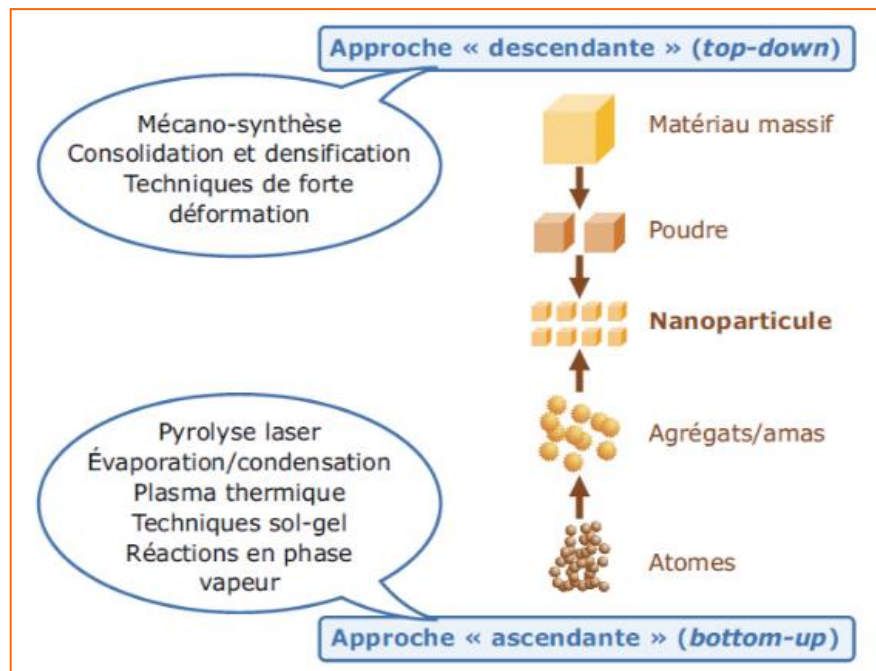 Approche « descendante » (top-down)
Mécano-synthèse
Consolidation et densification
Techniques de forte
déformation
Matériau massif
Poudre
Nanoparticule
Agrégats/amas
Atomes
Pyrolyse laser
Évaporation/condensation
Plasma thermique
Techniques sol-gel
Réactions en phase
vapeur
Approche « ascendante » (bottom-up)